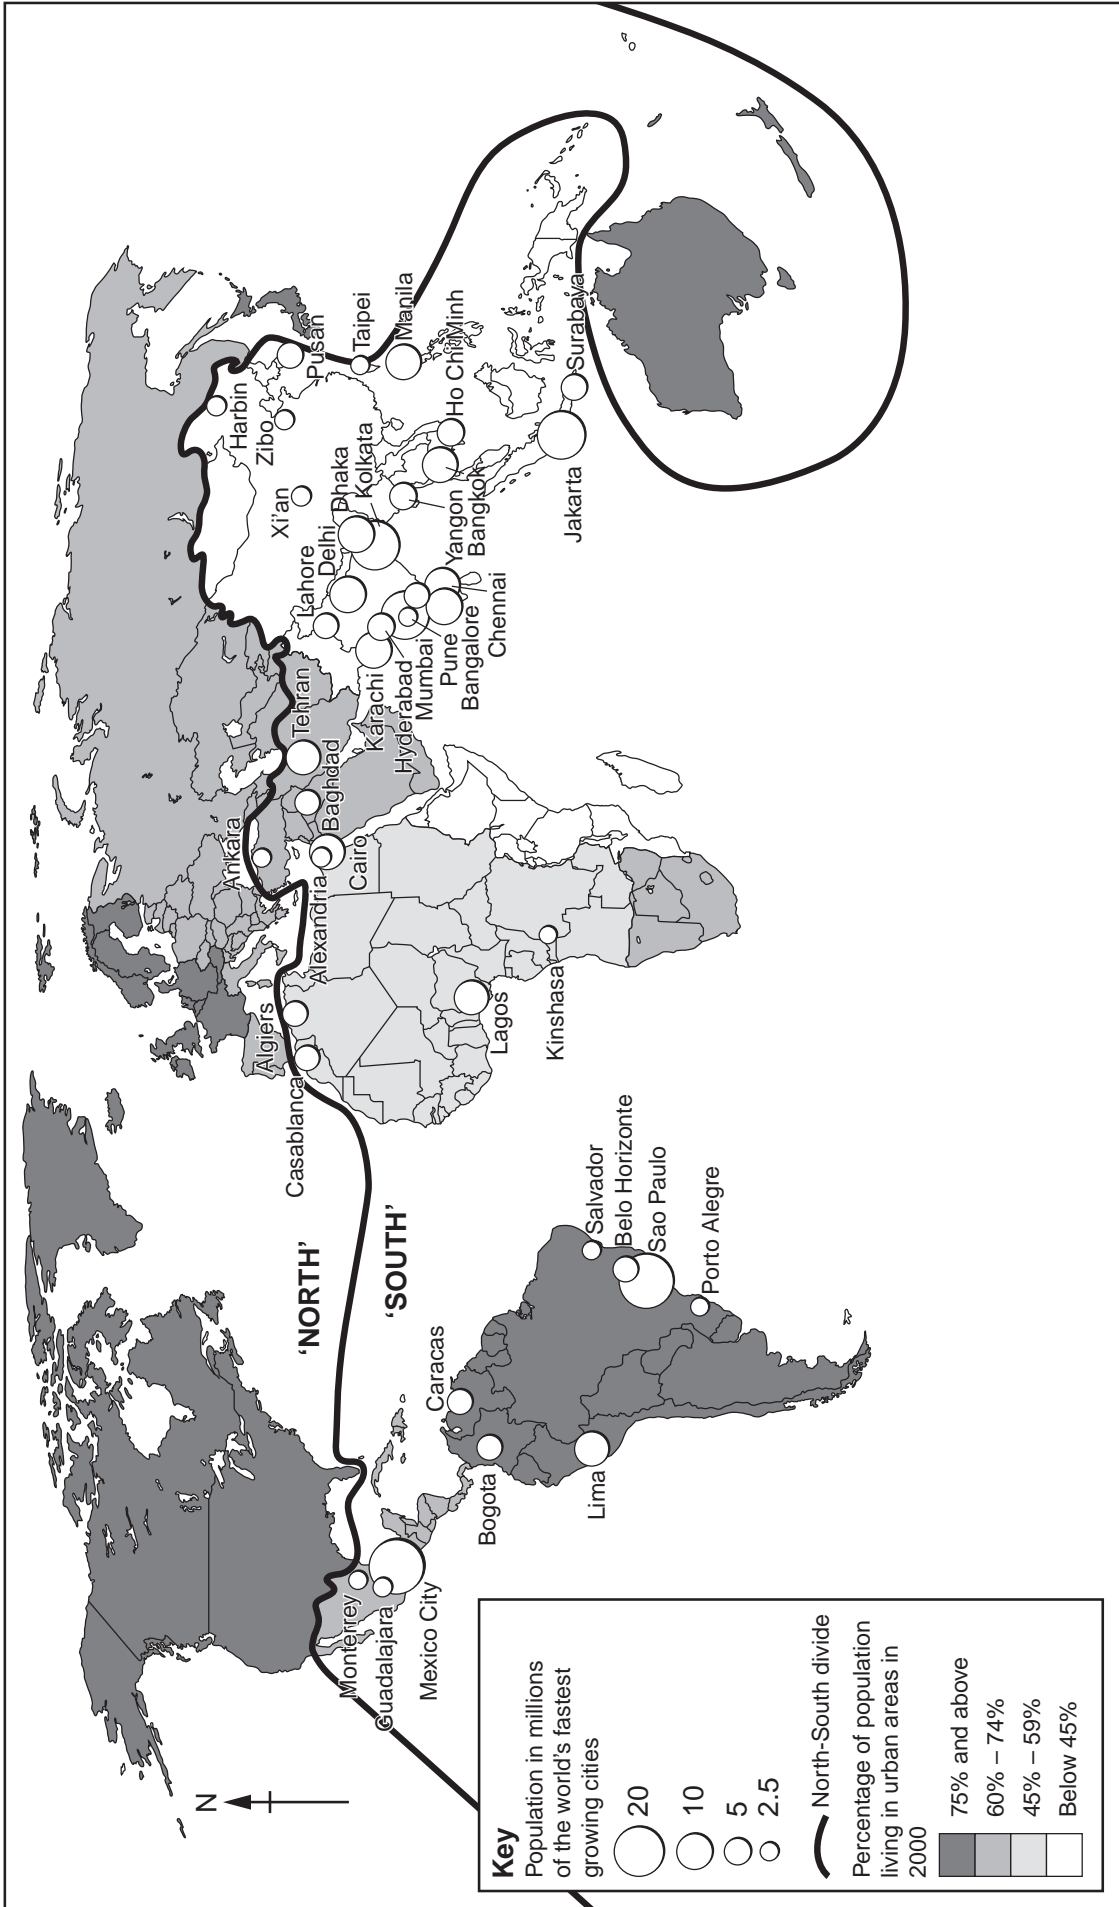 N
'NORTH'
'SOUTH'
Monterrey
Guadalajara
Mexico City
Bogota
Caracas
Lima
Salvador
Belo Horizonte
Sao Paulo
Porto Alegre
Casablanca
Algiers
Alexandria
Cairo
Ankara
Baghdad
Tehran
Lagos
Kinshasa
Karachi
Hyderabad
Mumbai
Pune
Bangalore
Chennai
Lahore
Delhi
Dhaka
Kolkata
Yangon
Bangkok
Xi'an
Zibo
Harbin
Pusan
Taipei
Manila
Ho Chi Minh
Jakarta
Surabaya
Key
Population in millions
of the world's fastest
growing cities
20
10
5
2.5
North-South divide
Percentage of population
living in urban areas in
2000
75% and above
60% – 74%
45% – 59%
Below 45%